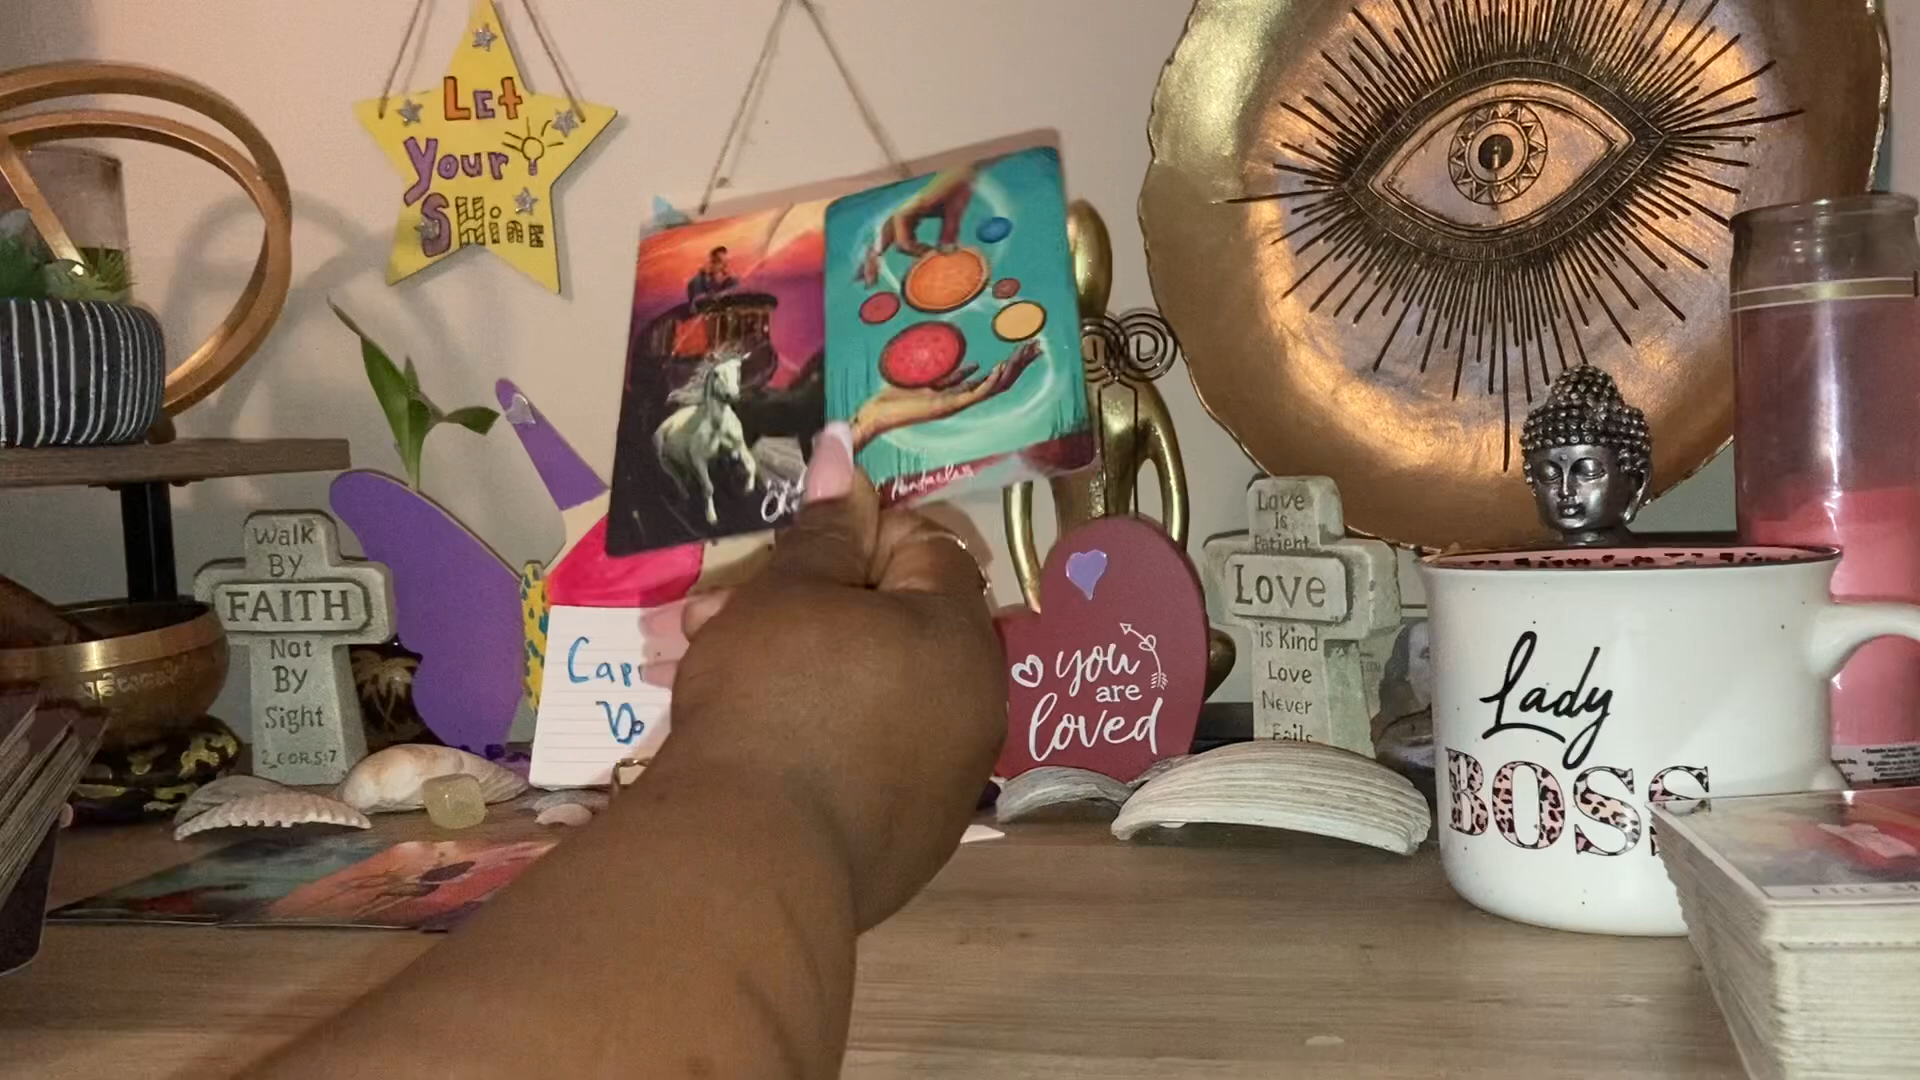 Let
Your
SHine
Walk
By
FAITH
Not
By
Sight
2 COR 5:7
Pentacles
you
are
loved
Love
is
Patient
Love
is Kind
Love
Never
Fails
Lady
BOSS